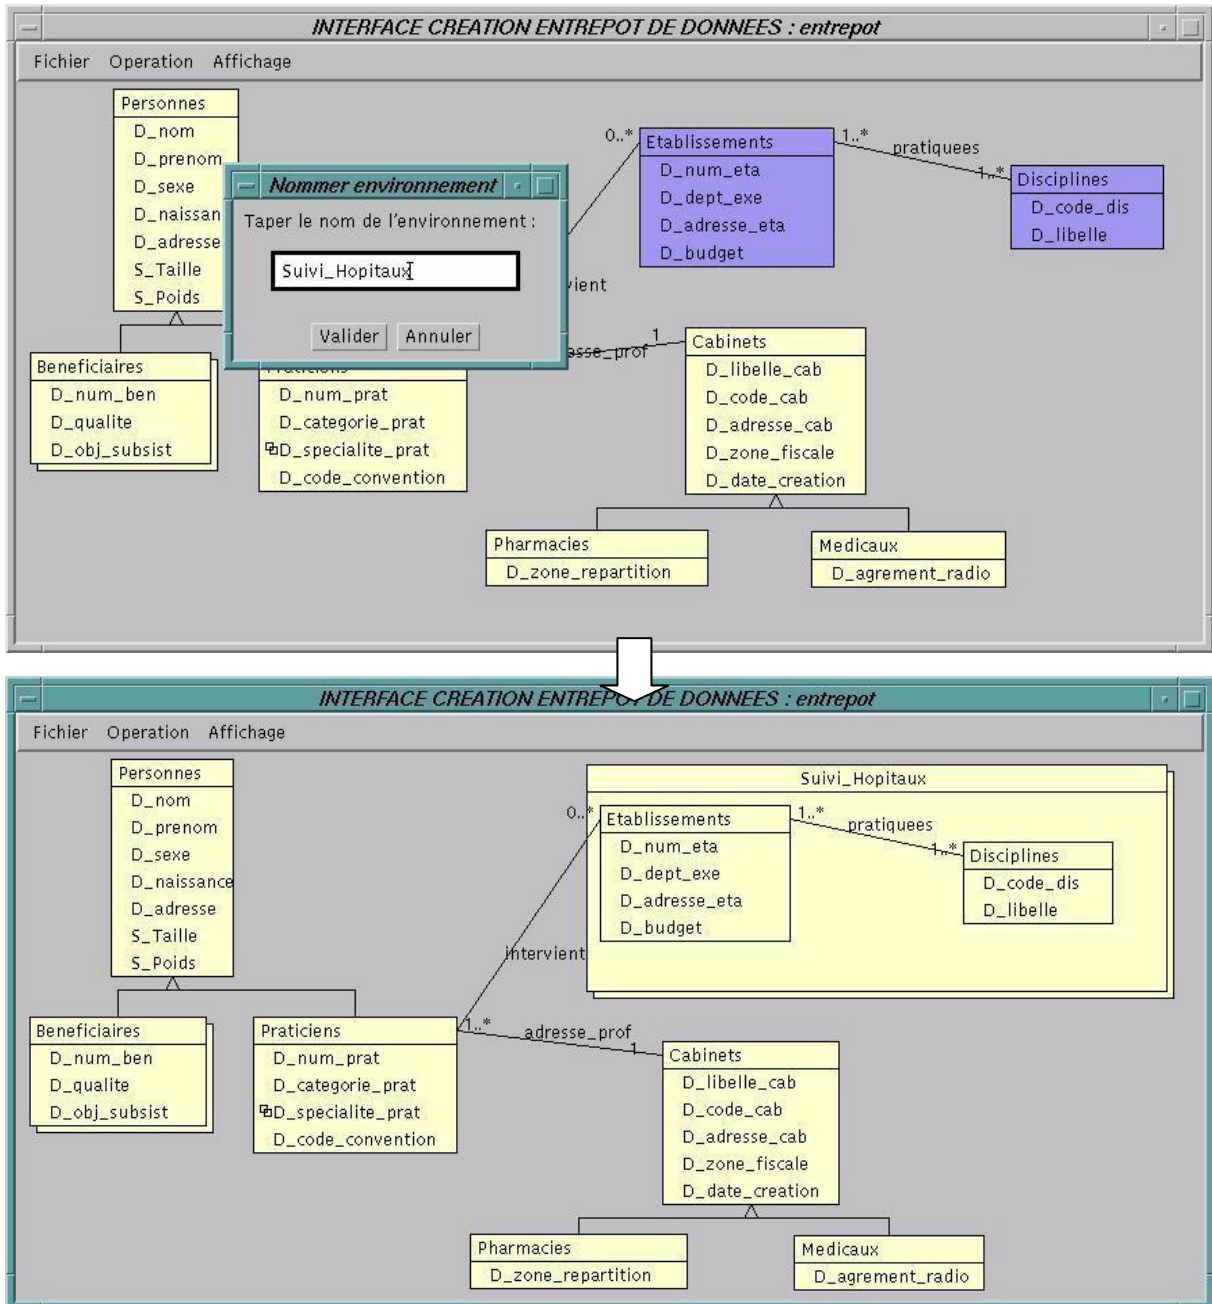 INTERFACE CREATION ENTREPOT DE DONNEES : entrepot
Fichier Operation Affichage
Personnes
D_nom
D_prenom
D_sexe
D_naissan
D_adresse
S_Taille
S_Poids
Nommer environnement
Taper le nom de l'environnement :
Suivi_Hopitaux
Valider Annuler
0..*
Etablissements
D_num_eta
D_dept_exe
D_adresse_eta
D_budget
1..*
pratiquees
1..*
Disciplines
D_code_dis
D_libelle
vient
esse_prof
1
Beneficiaires
D_num_ben
D_qualite
D_obj_subsist
Praticiens
D_num_prat
D_categorie_prat
D_specialite_prat
D_code_convention
Cabinets
D_libelle_cab
D_code_cab
D_adresse_cab
D_zone_fiscale
D_date_creation
Pharmacies
D_zone_repartition
Medicaux
D_agrement_radio
INTERFACE CREATION ENTREPOT DE DONNEES : entrepot
Fichier Operation Affichage
Personnes
D_nom
D_prenom
D_sexe
D_naissance
D_adresse
S_Taille
S_Poids
Suivi_Hopitaux
0..*
Etablissements
D_num_eta
D_dept_exe
D_adresse_eta
D_budget
1..*
pratiquees
1..*
Disciplines
D_code_dis
D_libelle
intervient
Beneficiaires
D_num_ben
D_qualite
D_obj_subsist
Praticiens
D_num_prat
D_categorie_prat
D_specialite_prat
D_code_convention
1..*
adresse_prof
1
Cabinets
D_libelle_cab
D_code_cab
D_adresse_cab
D_zone_fiscale
D_date_creation
Pharmacies
D_zone_repartition
Medicaux
D_agrement_radio